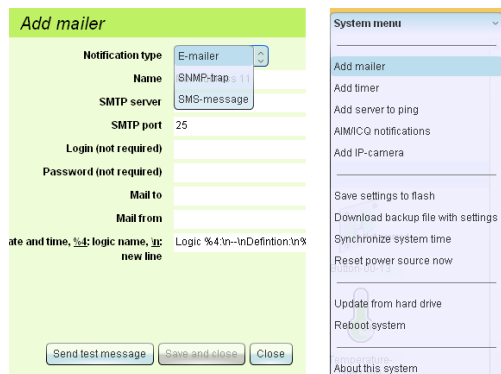 Add mailer
Notification type E-mailer
SNMP-trap
SMS-message
Name
SMTP server
SMTP port 25
Login (not required)
Password (not required)
Mail to
Mail from
ate and time, %4: logic name, \n: new line
Logic %4:\n--\nDefintion:\n%
Send test message Save and close Close
System menu
Add mailer
Add timer
Add server to ping
AIM/ICQ notifications
Add IP-camera
Save settings to flash
Download backup file with settings
Synchronize system time
Reset power source now
Button-00-13
Update from hard drive
Reboot system
Temperature-
About this system